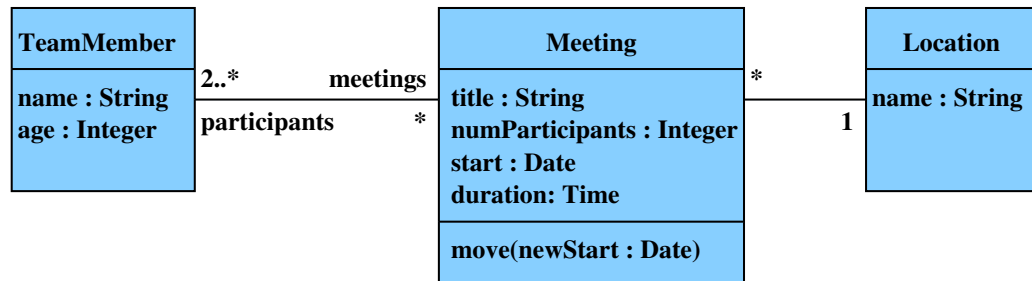 TeamMember
name : String
age : Integer
2..* meetings
participants *
Meeting
title : String
numParticipants : Integer
start : Date
duration: Time
move(newStart : Date)
*
1
Location
name : String